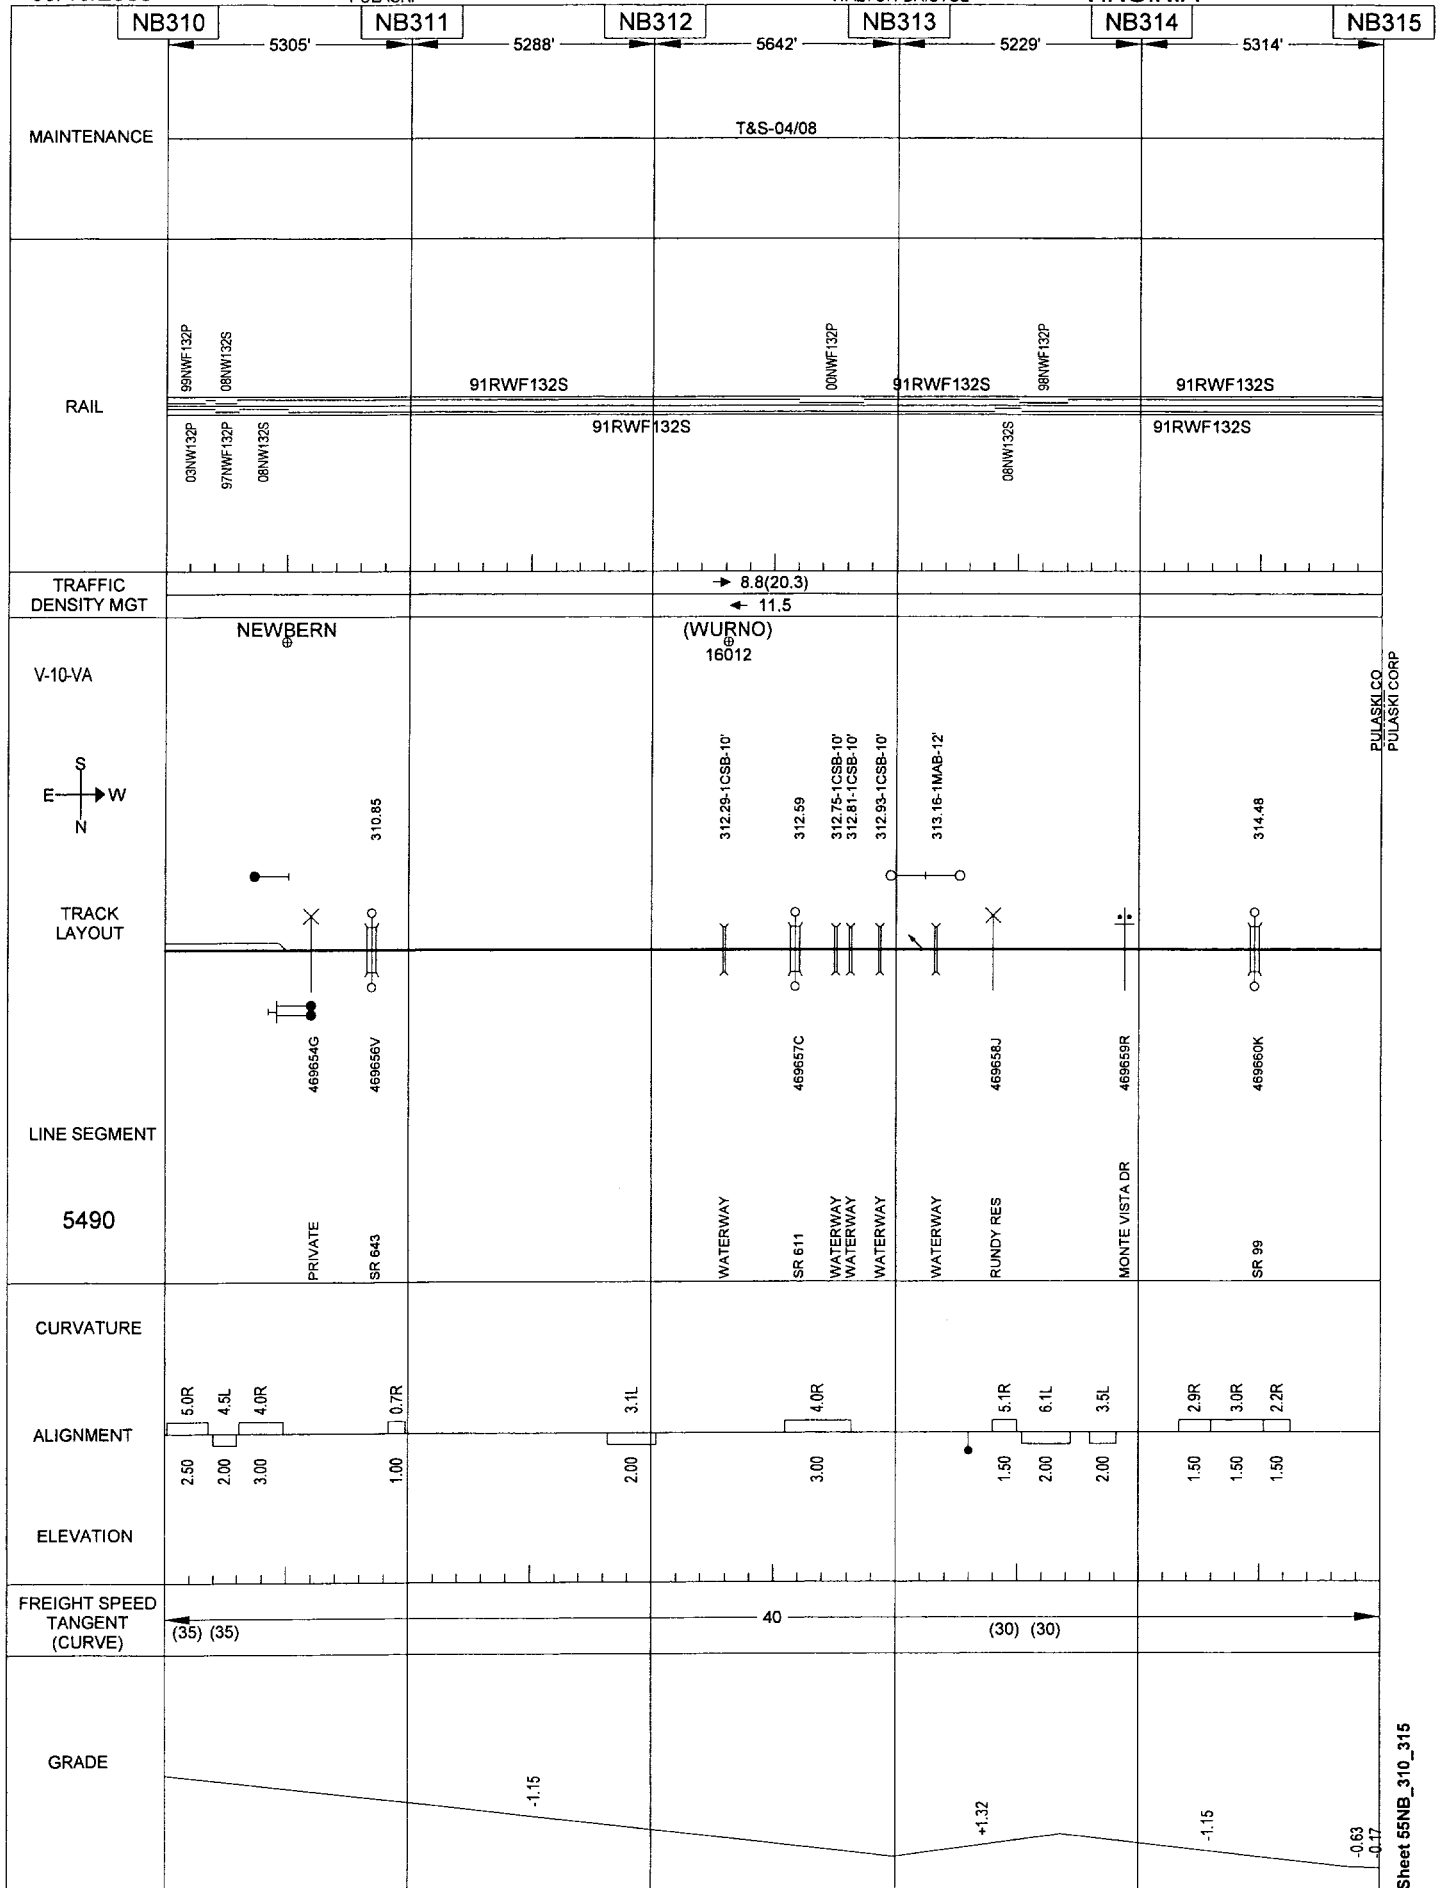 NB310 NB311 NB312 NB313 NB314 NB315
5305' 5288' 5642' 5229' 5314'
MAINTENANCE
T&S-04/08
99NWF132P 08NW132S 00NWF132P 98NWF132P
91RWF132S 91RWF132S 91RWF132S
RAIL
91RWF132S 91RWF132S
03NW132P 97NWF132P 08NW132S 08NW132S
TRAFFIC
DENSITY MGT
8.8(20.3)
11.5
NEWBERN (WURNO)
16012
V-10-VA
PULASKI CO
PULASKI CORP
S
E W
N
310.85 312.29-1CSB-10' 312.59 312.75-1CSB-10' 312.81-1CSB-10' 312.93-1CSB-10' 313.16-1MAB-12' 314.48
TRACK
LAYOUT
469654G 469656V 469657C 469658J 469659R 469660K
LINE SEGMENT
5490
PRIVATE SR 643 WATERWAY SR 611 WATERWAY WATERWAY WATERWAY WATERWAY RUNDY RES MONTE VISTA DR SR 99
CURVATURE
5.0R 4.5L 4.0R 0.7R 3.1L 4.0R 5.1R 6.1L 3.5L 2.9R 3.0R 2.2R
ALIGNMENT
2.50 2.00 3.00 1.00 2.00 3.00 1.50 2.00 2.00 1.50 1.50 1.50
ELEVATION
FREIGHT SPEED
TANGENT
(CURVE)
40
(35) (35) (30) (30)
GRADE
-1.15 +1.32 -1.15 -0.63 -0.17
Sheet 55NB_310_315